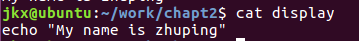 jkx@ubuntu:~/work/chapt2$ cat display
echo "My name is zhuping"